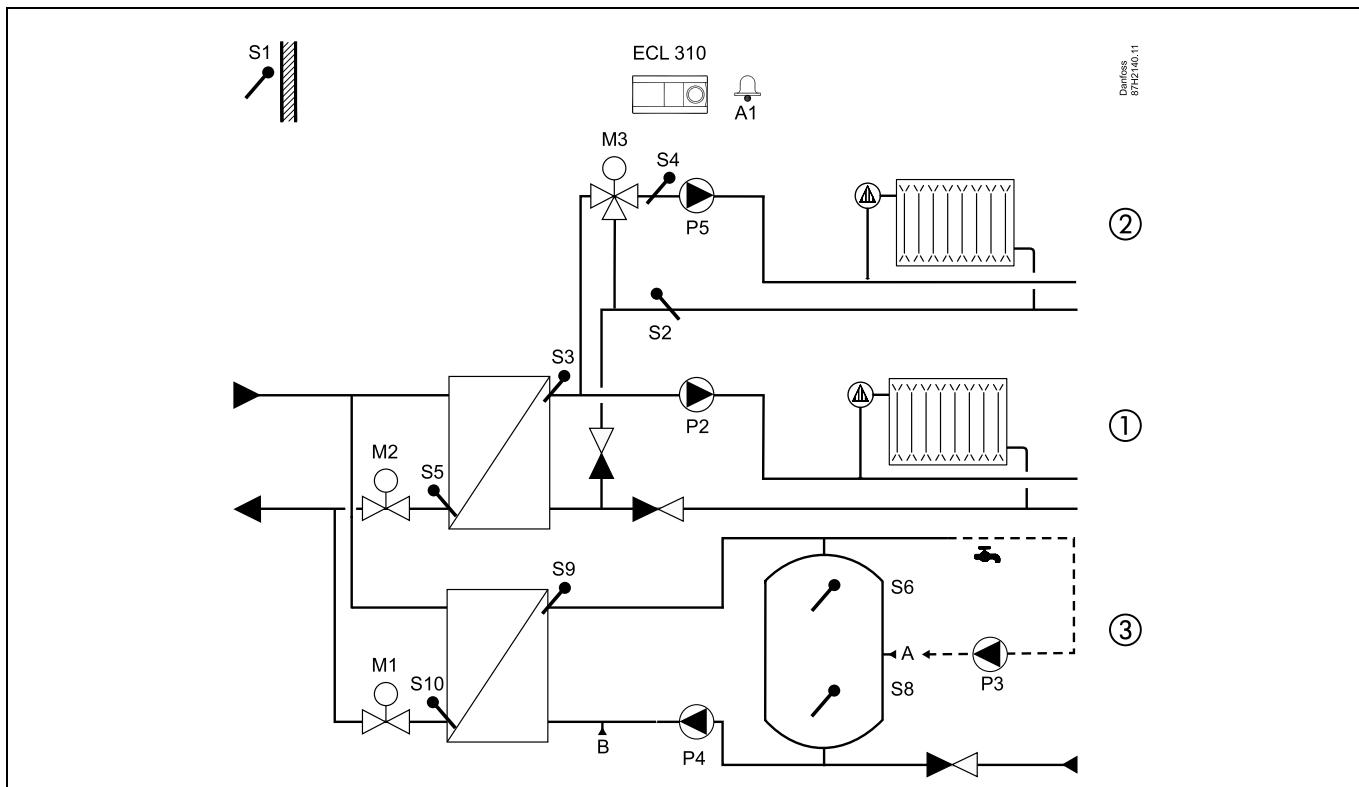 S1
ECL 310
A1
Danfoss
87H2140.11
M3
S4
P5
②
S2
S3
P2
①
M2
S5
S9
S6
③
A
P3
M1
S10
S8
B
P4